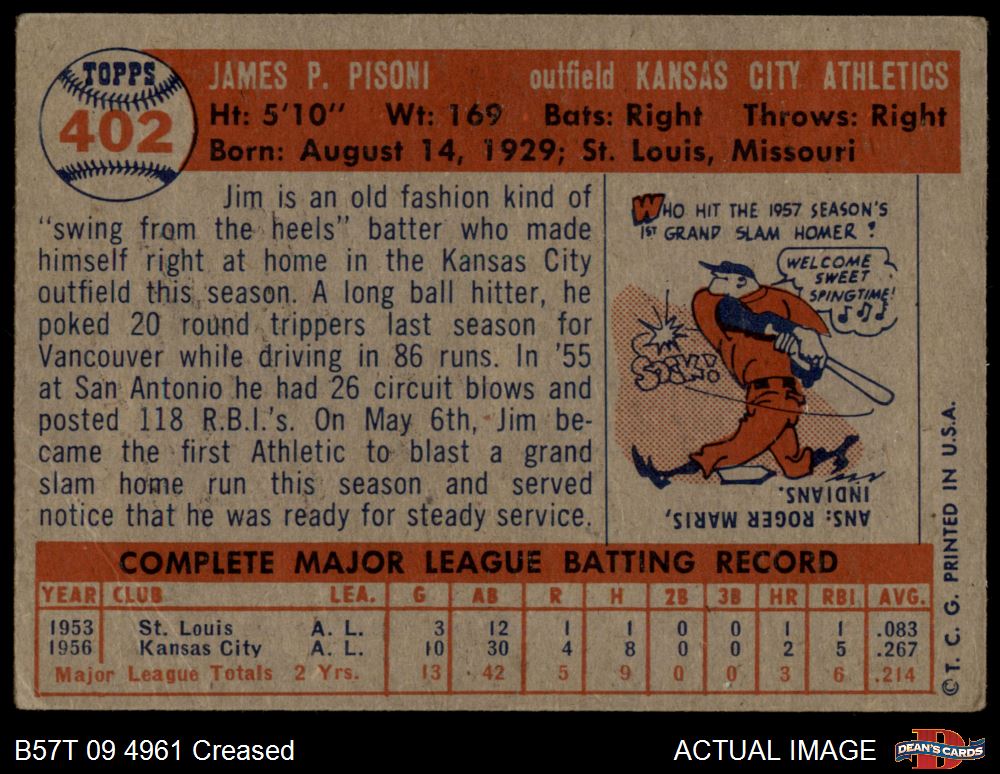 TOPPS
402
JAMES P. PISONI outfield KANSAS CITY ATHLETICS
Ht: 5'10" Wt: 169 Bats: Right Throws: Right
Born: August 14, 1929; St. Louis, Missouri
Jim is an old fashion kind of
"swing from the heels" batter who made
himself right at home in the Kansas City
outfield this season. A long ball hitter, he
poked 20 round trippers last season for
Vancouver while driving in 86 runs. In '55
at San Antonio he had 26 circuit blows and
posted 118 R.B.I.'s. On May 6th, Jim be-
came the first Athletic to blast a grand
slam home run this season and served
notice that he was ready for steady service.
WHO HIT THE 1957 SEASON'S
1ST GRAND SLAM HOMER?
WELCOME
SWEET
SPINGTIME!
SOCK!
ANS: ROGER MARIS,
INDIANS.
© T. C. G. PRINTED IN U.S.A.
COMPLETE MAJOR LEAGUE BATTING RECORD
YEAR CLUB LEA. G AB R H 2B 3B HR RBI AVG.
1953 St. Louis A. L. 3 12 1 1 0 0 1 1 .083
1956 Kansas City A. L. 10 30 4 8 0 0 2 5 .267
Major League Totals 2 Yrs. 13 42 5 9 0 0 3 6 .214
B57T 09 4961 Creased
ACTUAL IMAGE
DEAN'S CARDS